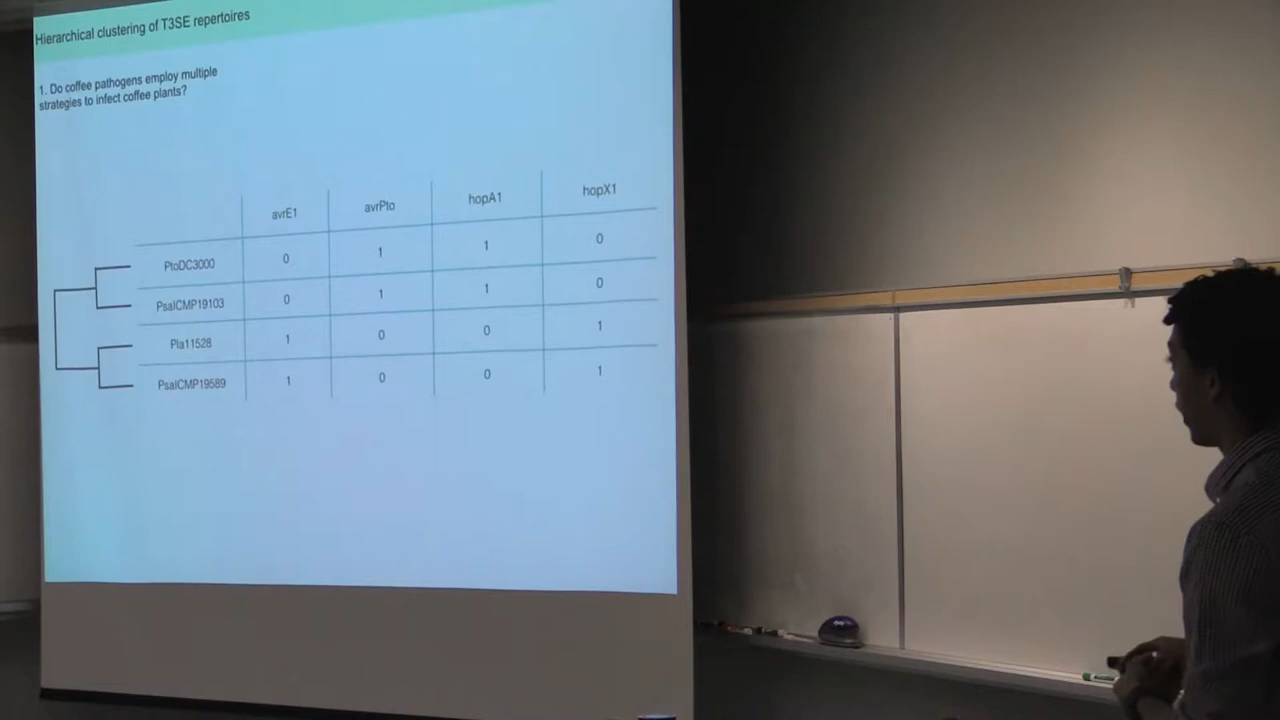 Hierarchical clustering of T3SE repertoires
1. Do coffee pathogens employ multiple
strategies to infect coffee plants?
avrE1 avrPto hopA1 hopX1
PtoDC3000 0 1 1 0
PsaICMP19103 0 1 1 0
Pla11528 1 0 0 1
PsaICMP19589 1 0 0 1